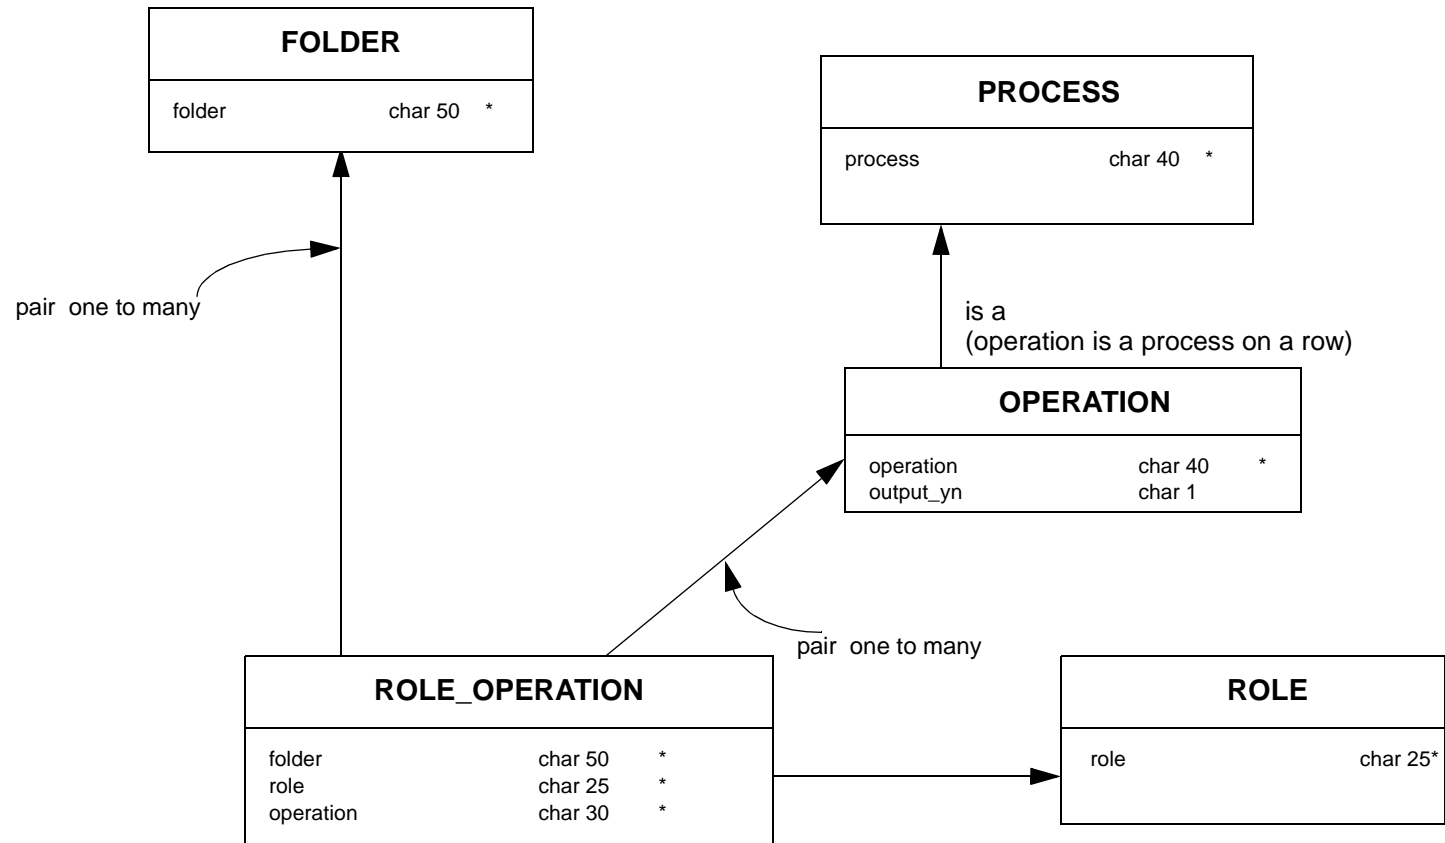 FOLDER
folder char 50 *
PROCESS
process char 40 *
pair one to many
is a
(operation is a process on a row)
OPERATION
operation char 40 *
output_yn char 1
pair one to many
ROLE_OPERATION
folder char 50 *
role char 25 *
operation char 30 *
ROLE
role char 25*